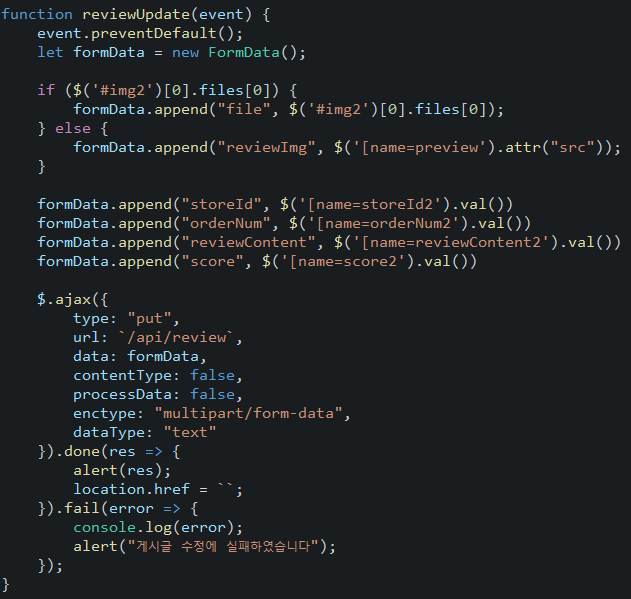 function reviewUpdate(event) {
    event.preventDefault();
    let formData = new FormData();

    if ($('#img2')[0].files[0]) {
        formData.append("file", $('#img2')[0].files[0]);
    } else {
        formData.append("reviewImg", $('[name=preview').attr("src"));
    }

    formData.append("storeId", $('[name=storeId2').val())
    formData.append("orderNum", $('[name=orderNum2').val())
    formData.append("reviewContent", $('[name=reviewContent2').val())
    formData.append("score", $('[name=score2').val())

    $.ajax({
        type: "put",
        url: `/api/review`,
        data: formData,
        contentType: false,
        processData: false,
        enctype: "multipart/form-data",
        dataType: "text"
    }).done(res => {
        alert(res);
        location.href = ``;
    }).fail(error => {
        console.log(error);
        alert("게시글 수정에 실패하였습니다");
    });
}